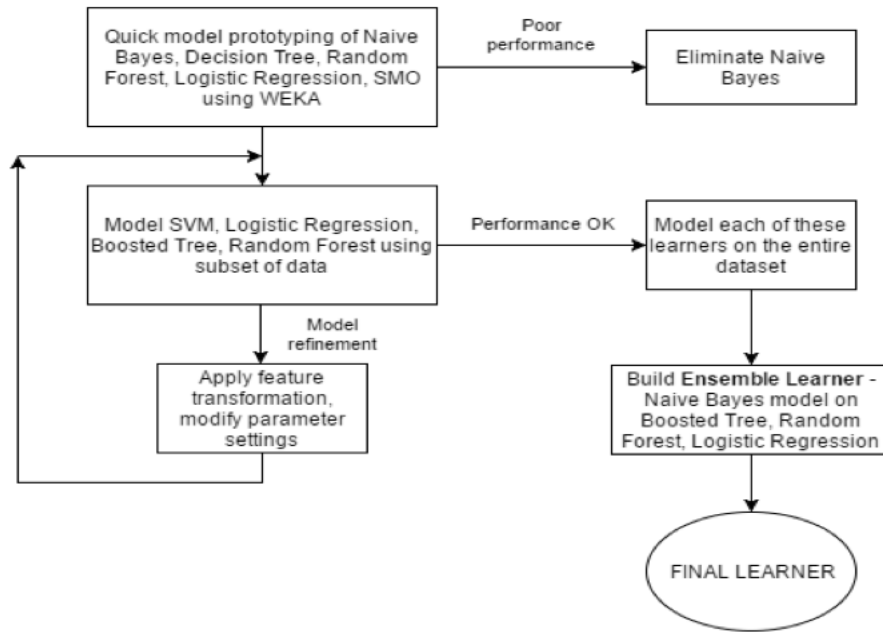 Quick model prototyping of Naive
Bayes, Decision Tree, Random
Forest, Logistic Regression, SMO
using WEKA
Poor
performance
Eliminate Naive
Bayes
Model SVM, Logistic Regression,
Boosted Tree, Random Forest using
subset of data
Performance OK
Model each of these
learners on the entire
dataset
Model
refinement
Apply feature
transformation,
modify parameter
settings
Build Ensemble Learner -
Naive Bayes model on
Boosted Tree, Random
Forest, Logistic Regression
FINAL LEARNER